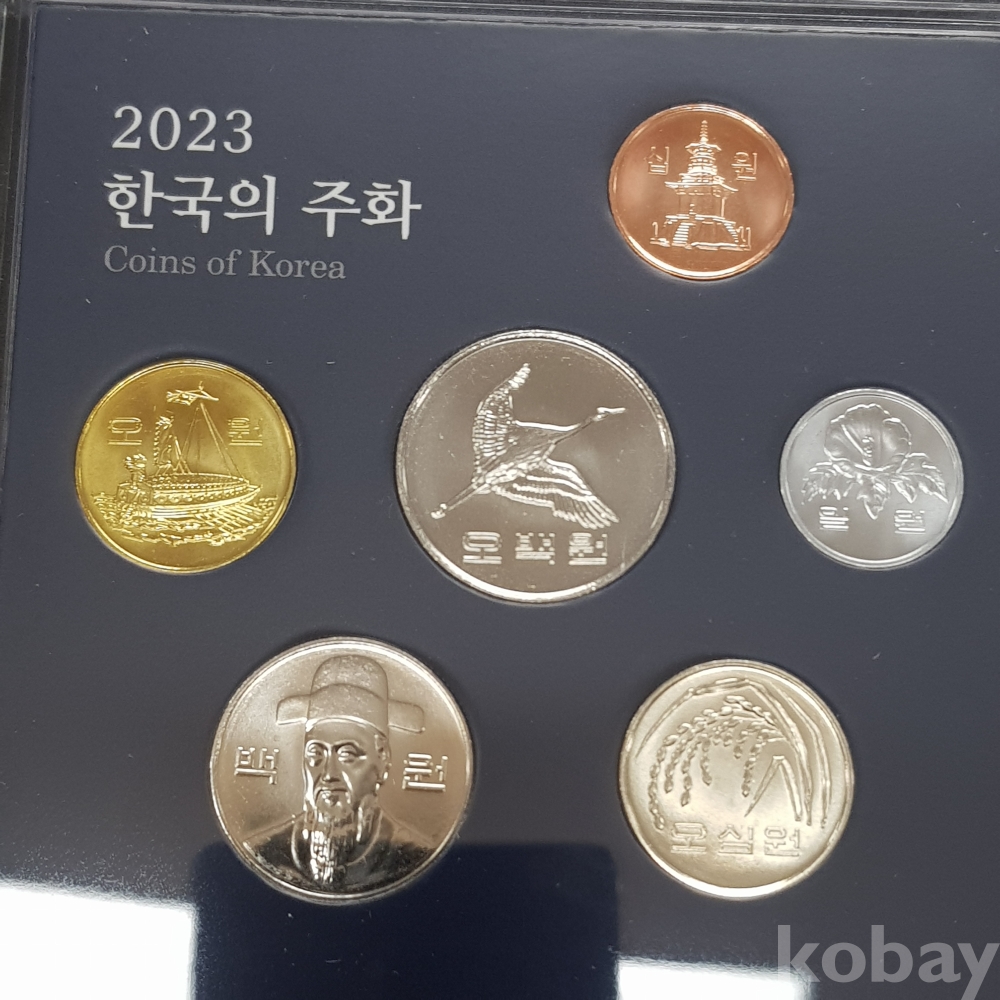 2023
한국의 주화
Coins of Korea
십 원
오 원
오백원
일 원
백 원
오십원
kobay